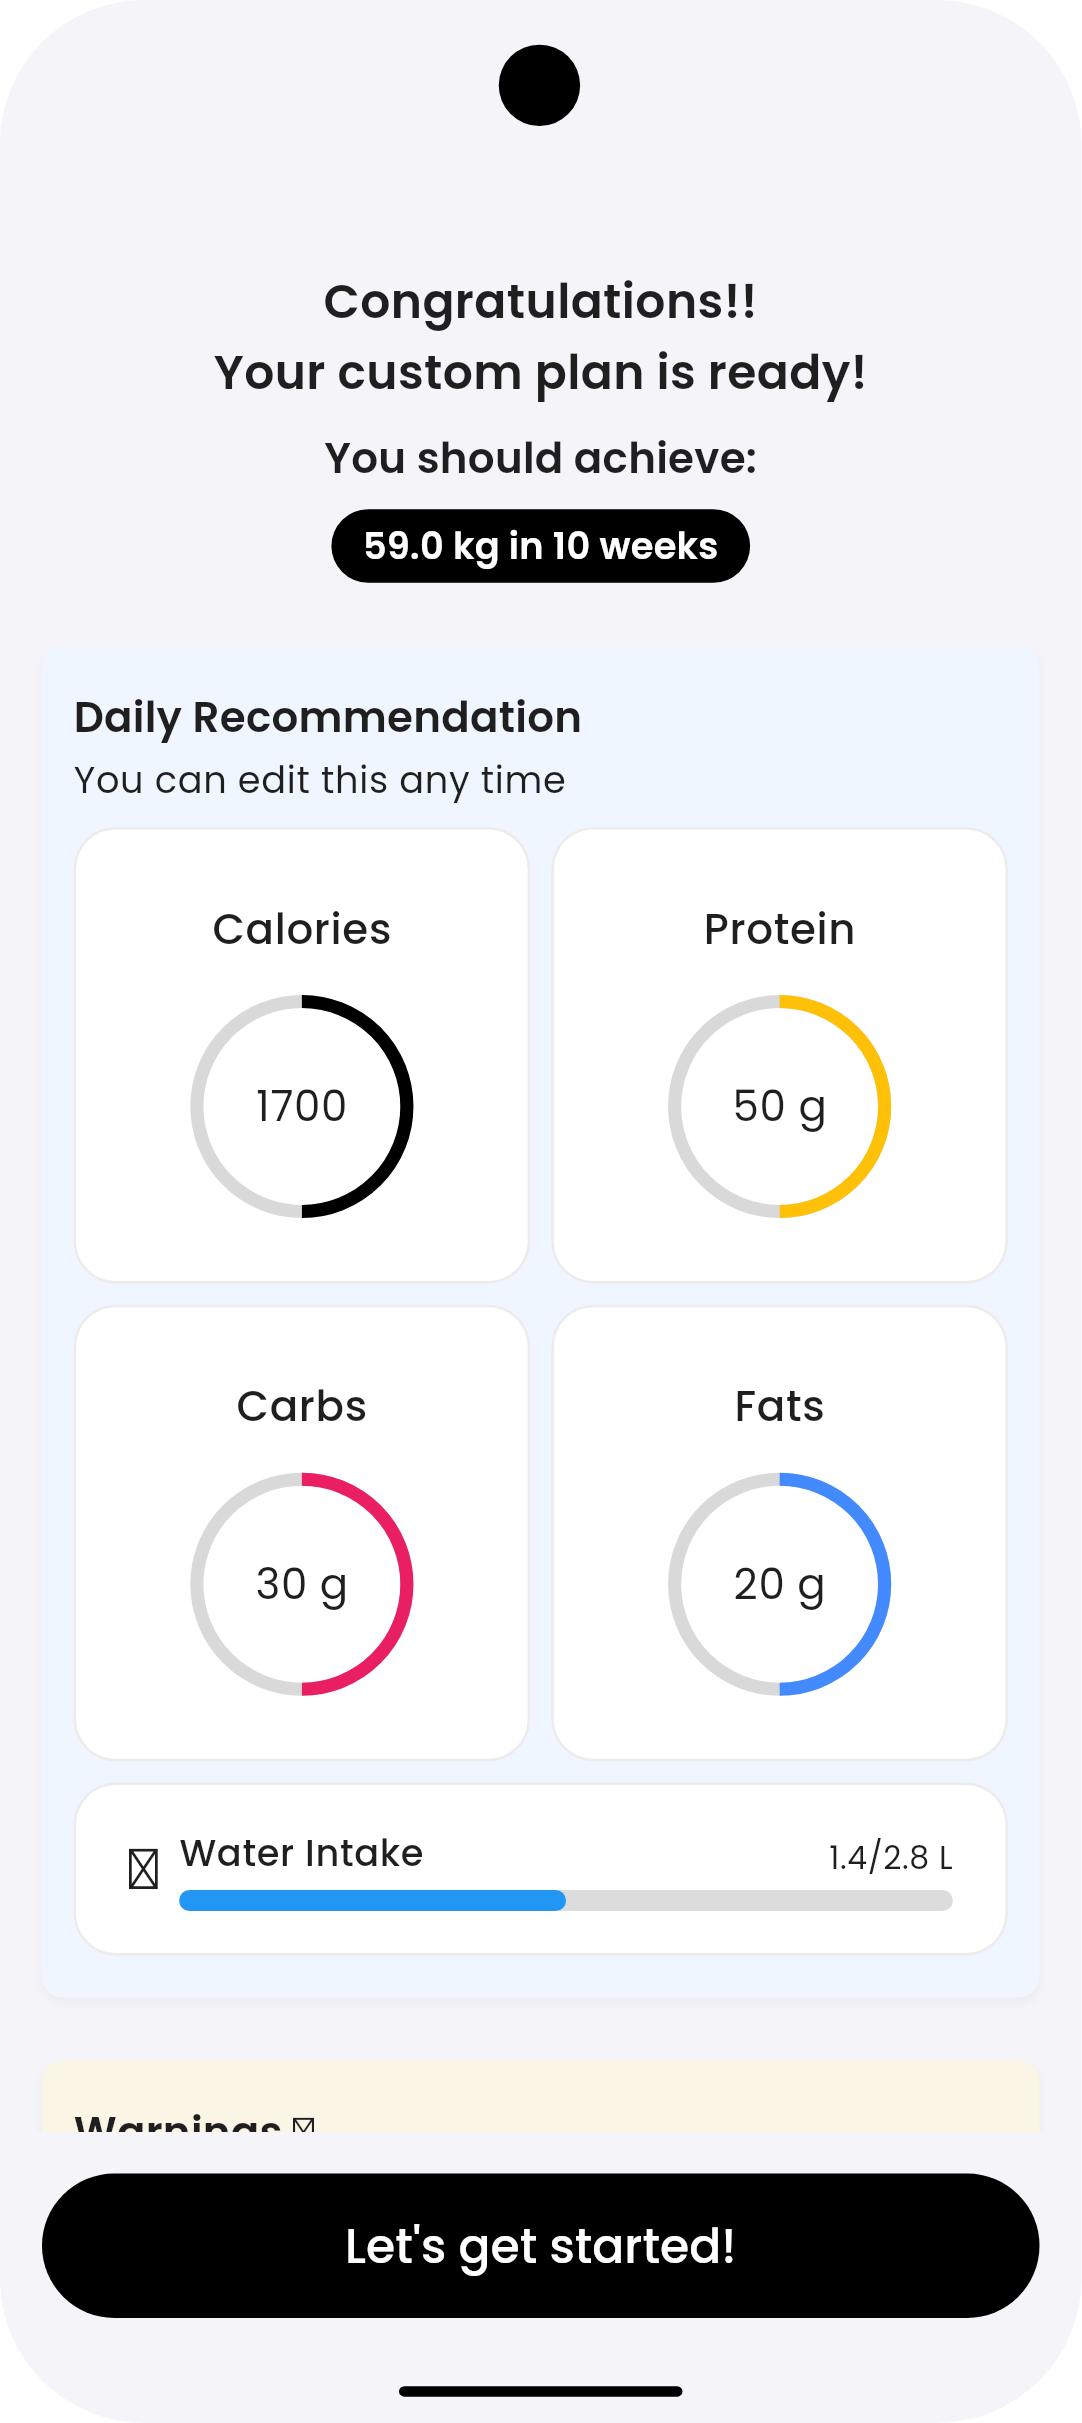 Congratulations!!
Your custom plan is ready!
You should achieve:
59.0 kg in 10 weeks
Daily Recommendation
You can edit this any time
Calories
1700
Protein
50 g
Carbs
30 g
Fats
20 g
Water Intake
1.4/2.8 L
Warnings
Let's get started!